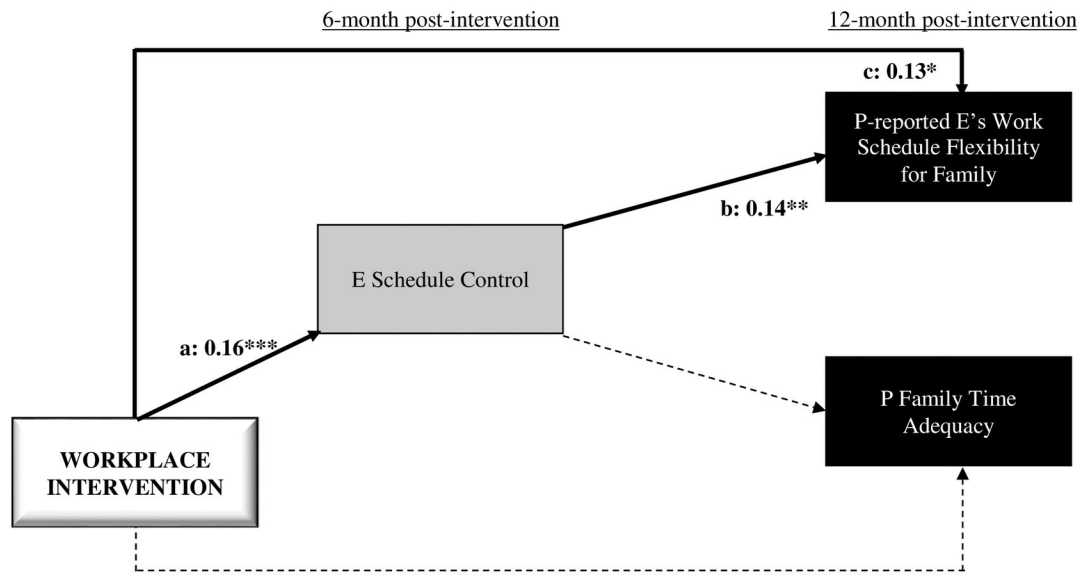 6-month post-intervention
12-month post-intervention
c: 0.13*
P-reported E’s Work
Schedule Flexibility
for Family
b: 0.14**
E Schedule Control
a: 0.16***
P Family Time
Adequacy
WORKPLACE
INTERVENTION